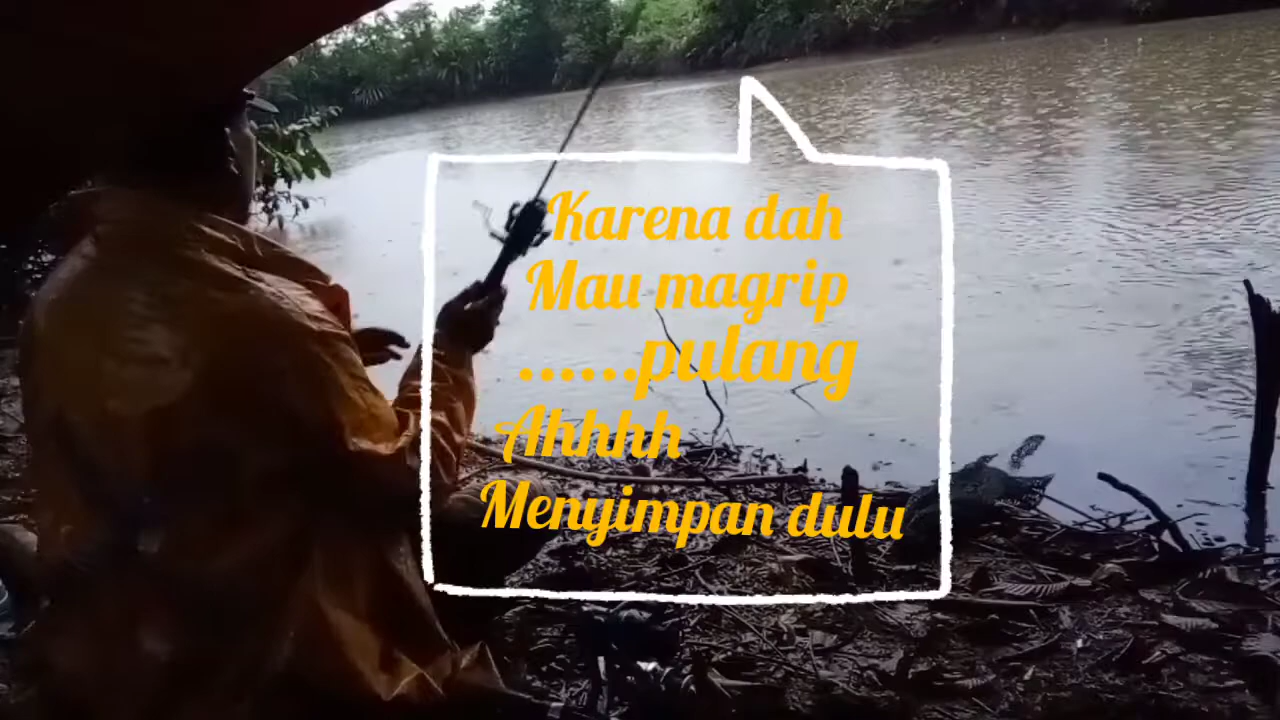 Karena dah
Mau magrip
......pulang
Ahhhh
Menyimpan dulu